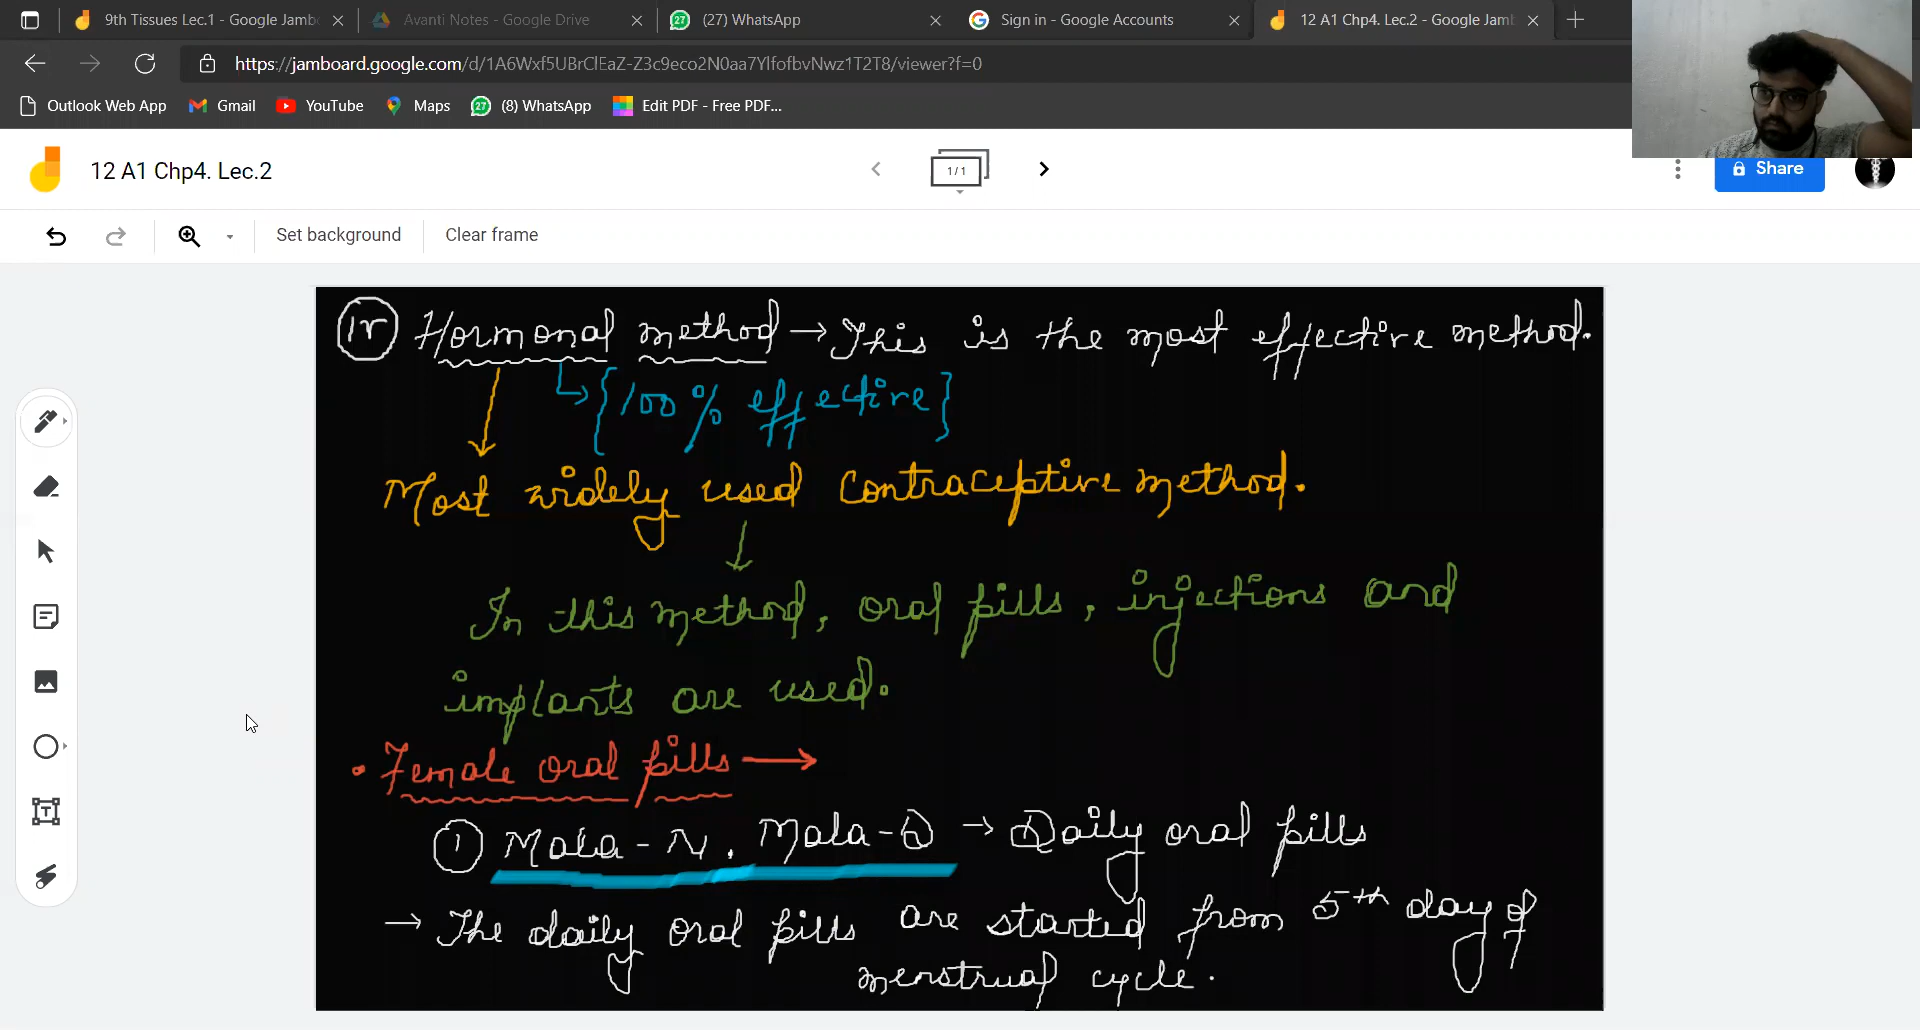 9th Tissues Lec.1 - Google Jambo
Avanti Notes - Google Drive
(27) WhatsApp
Sign in - Google Accounts
12 A1 Chp4. Lec.2 - Google Jamb
https://jamboard.google.com/d/1A6Wxf5UBrClEaZ-Z3c9eco2N0aa7YlfofbvNwz1T2T8/viewer?f=0
Outlook Web App
Gmail
YouTube
Maps
(8) WhatsApp
Edit PDF - Free PDF...
12 A1 Chp4. Lec.2
1/1
Share
Set background
Clear frame
(iv) Hormonal method → This is the most effective method.
↳ {100% effective}
Most widely used contraceptive method.
In this method, oral pills, injections and
implants are used.
• Female oral pills →
① Mala-N, Mala-D → Daily oral pills
→ The daily oral pills are started from 5th day of
menstrual cycle.